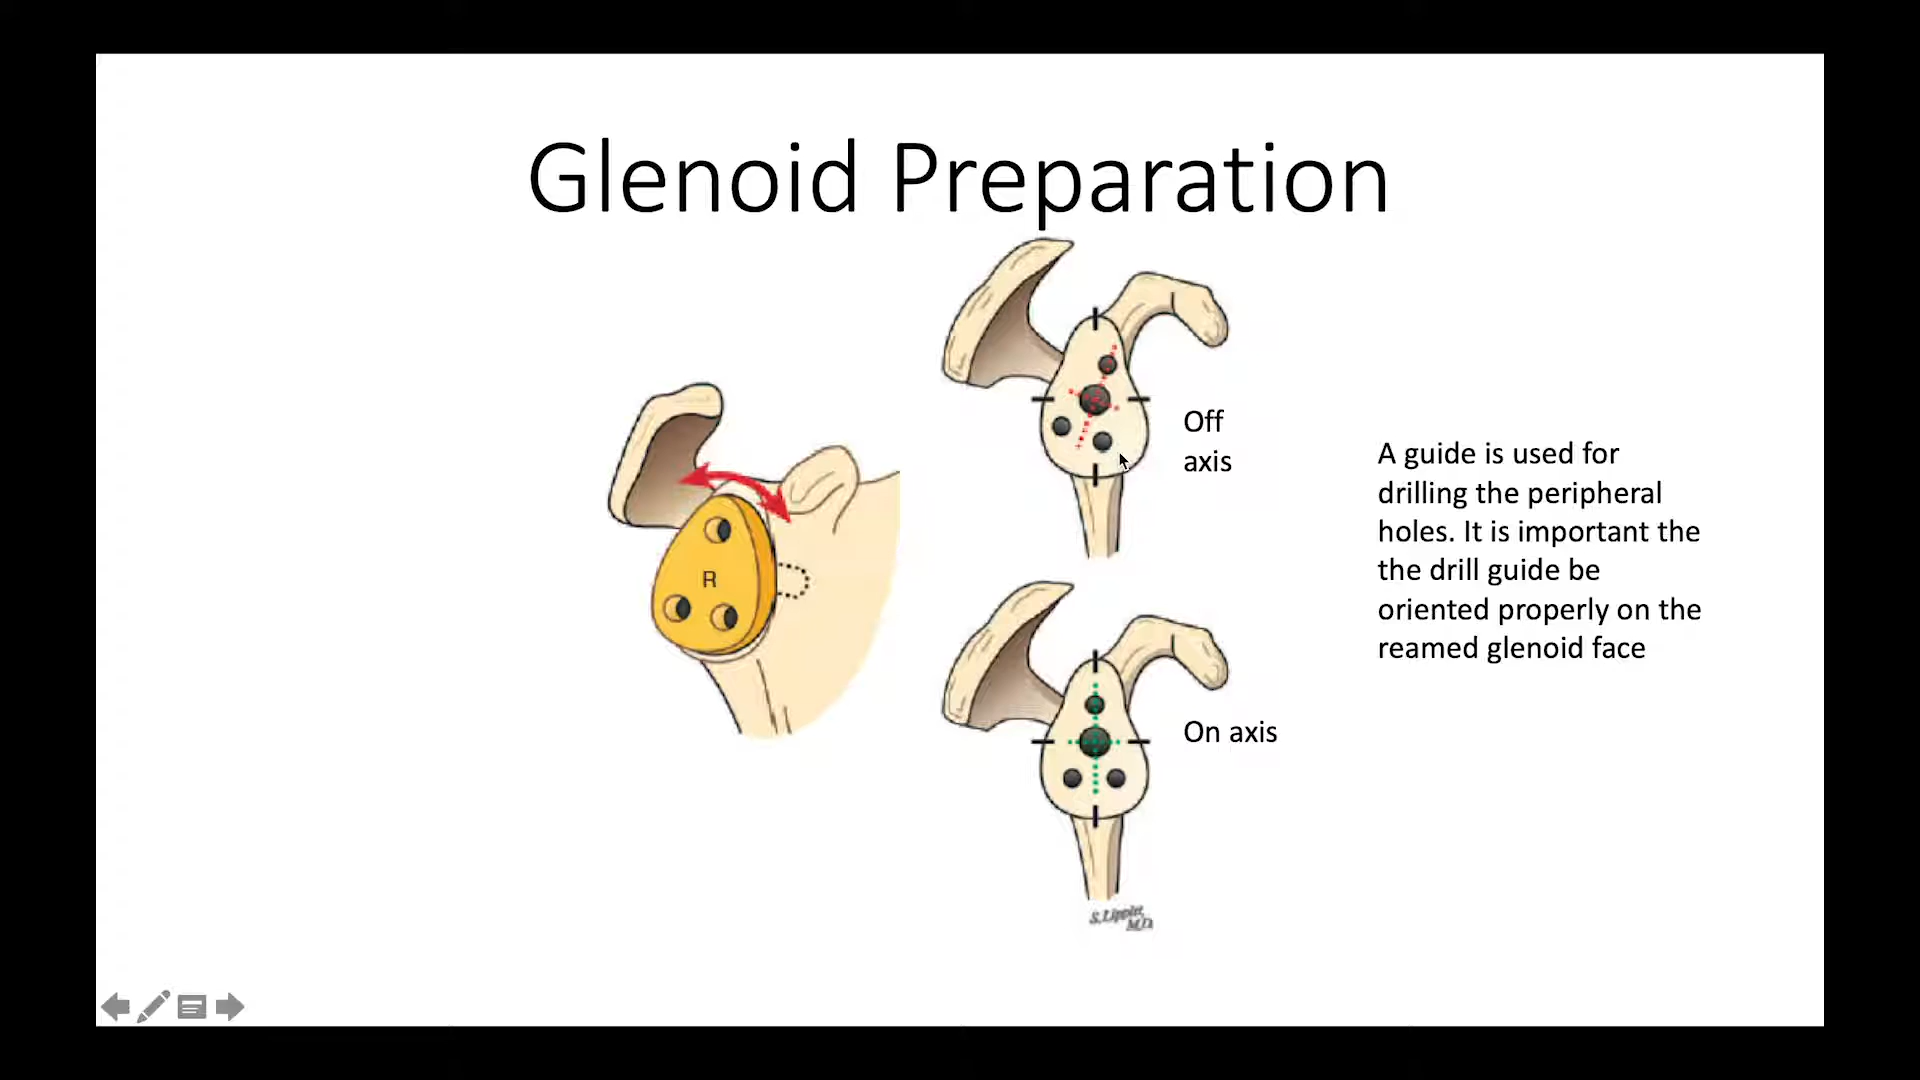 Glenoid Preparation
Off
axis
A guide is used for
drilling the peripheral
holes. It is important the
the drill guide be
oriented properly on the
reamed glenoid face
R
On axis
S. Lippitt,
M.D.